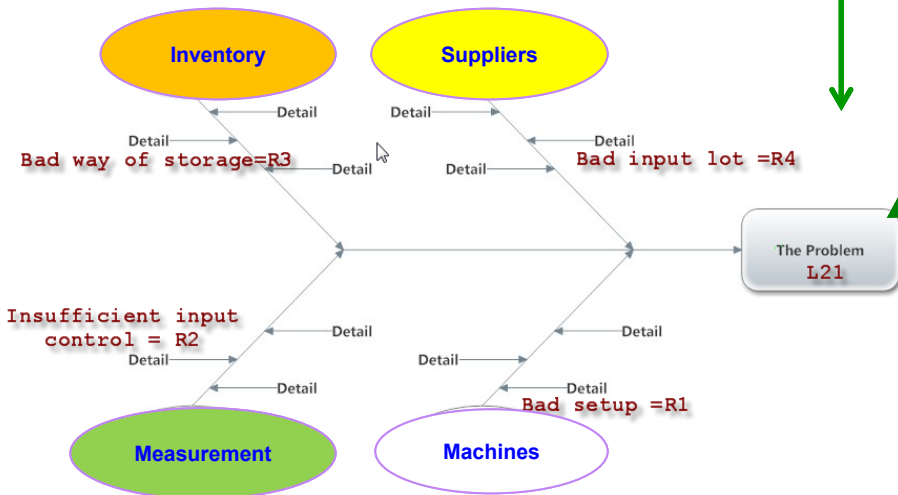 Inventory
Suppliers
Detail
Detail
Detail
Detail
Bad way of storage=R3
Detail
Detail
Bad input lot =R4
The Problem
L21
Insufficient input
control = R2
Detail
Detail
Detail
Detail
Detail
Detail
Bad setup =R1
Measurement
Machines